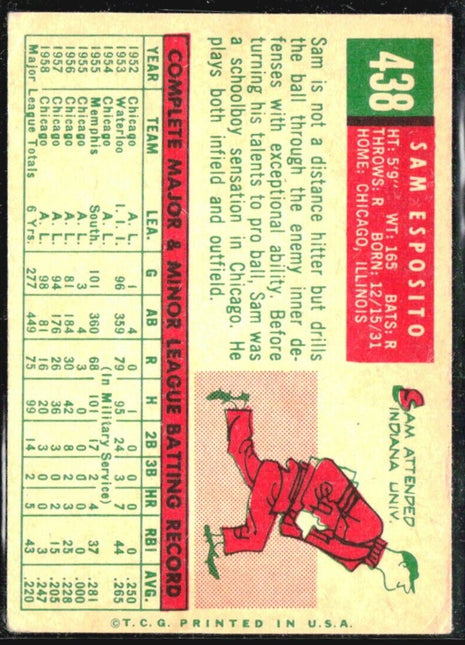 438
SAM ESPOSITO
HT: 5'9" WT: 165 BATS: R
THROWS: R BORN: 12/15/31
HOME: CHICAGO, ILLINOIS
Sam is not a distance hitter but drills
the ball through the enemy inner de-
fenses with exceptional ability. Before
turning his talents to pro ball, Sam was
a schoolboy sensation in Chicago. He
plays both infield and outfield.
SAM ATTENDED
INDIANA UNIV.
COMPLETE MAJOR & MINOR LEAGUE BATTING RECORD
YEAR TEAM LEA. G AB R H 2B 3B HR RBI AVG.
1952 Chicago A. L. 1 4 0 1 0 0 0 0 .250
1953 Waterloo I. I. I. 96 359 79 95 24 3 7 44 .265
1954 Chicago A. L. (In Military Service)
1955 Memphis South. 101 360 68 101 17 2 4 37 .281
1955 Chicago A. L. 3 4 3 0 0 0 0 0 .000
1956 Chicago A. L. 81 184 30 42 8 2 3 25 .228
1957 Chicago A. L. 94 176 26 36 3 0 2 15 .205
1958 Chicago A. L. 98 81 16 20 3 0 0 3 .247
Major League Totals 6 Yrs. 277 449 75 99 14 2 5 43 .220
©T.C.G. PRINTED IN U.S.A.